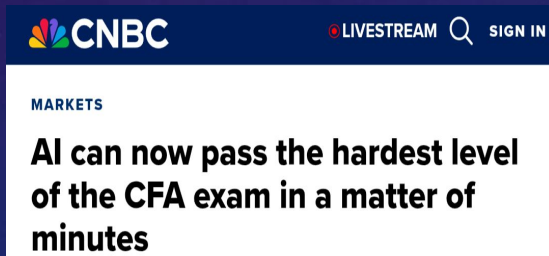 CNBC
LIVESTREAM SIGN IN
MARKETS
AI can now pass the hardest level
of the CFA exam in a matter of
minutes